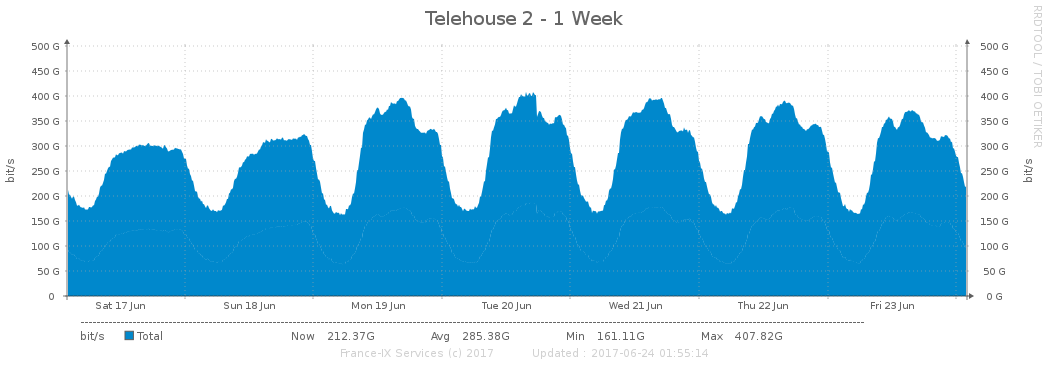 Telehouse 2 - 1 Week
RRDTOOL / TOBI OETIKER
bit/s
500 G
450 G
400 G
350 G
300 G
250 G
200 G
150 G
100 G
50 G
0
500 G
450 G
400 G
350 G
300 G
250 G
200 G
150 G
100 G
50 G
0 G
bit/s
Sat 17 Jun Sun 18 Jun Mon 19 Jun Tue 20 Jun Wed 21 Jun Thu 22 Jun Fri 23 Jun
bit/s Total Now 212.37G Avg 285.38G Min 161.11G Max 407.82G
France-IX Services (c) 2017 Updated : 2017-06-24 01:55:14